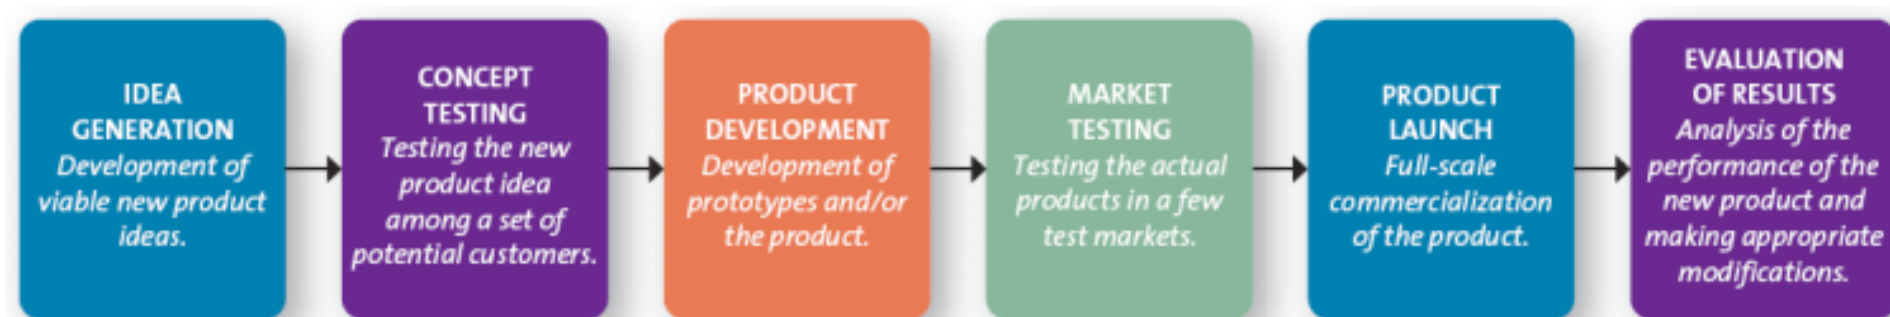 IDEA
GENERATION
Development of
viable new product
ideas.
CONCEPT
TESTING
Testing the new
product idea
among a set of
potential customers.
PRODUCT
DEVELOPMENT
Development of
prototypes and/or
the product.
MARKET
TESTING
Testing the actual
products in a few
test markets.
PRODUCT
LAUNCH
Full-scale
commercialization
of the product.
EVALUATION
OF RESULTS
Analysis of the
performance of the
new product and
making appropriate
modifications.